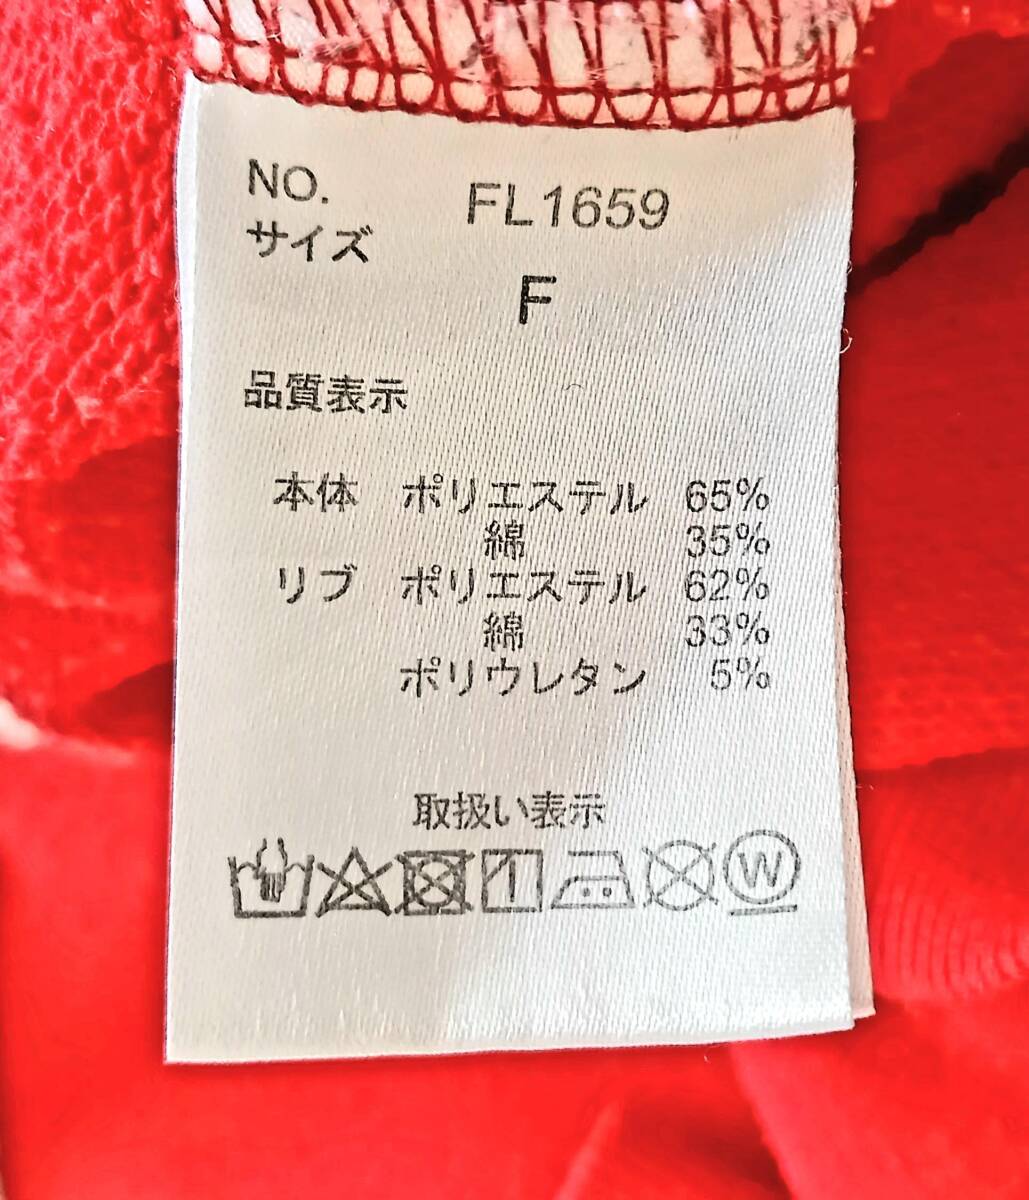 NO. FL1659
サイズ
F
品質表示
本体 ポリエステル 65%
綿 35%
リブ ポリエステル 62%
綿 33%
ポリウレタン 5%
取扱い表示
W